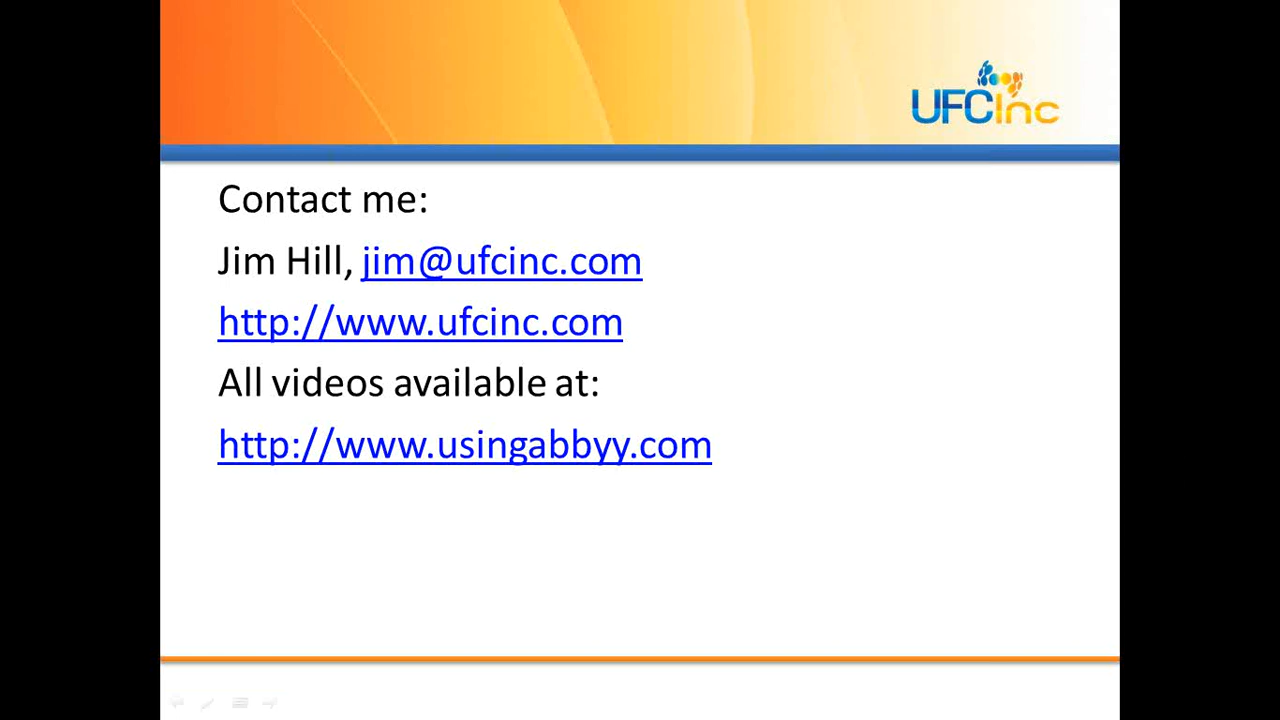 UFCInc
Contact me:
Jim Hill, jim@ufcinc.com
http://www.ufcinc.com
All videos available at:
http://www.usingabbyy.com